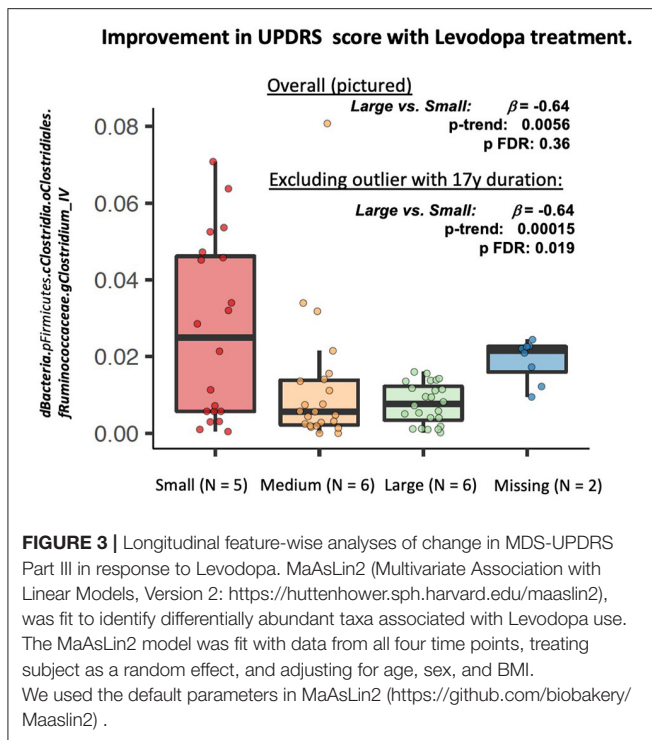 Improvement in UPDRS score with Levodopa treatment.
Overall (pictured)
Large vs. Small: β = -0.64
p-trend: 0.0056
p FDR: 0.36
Excluding outlier with 17y duration:
Large vs. Small: β = -0.64
p-trend: 0.00015
p FDR: 0.019
dBacteria.pFirmicutes.cClostridia.oClostridiales.
fRuminococcaceae.gClostridium_IV
0.08
0.06
0.04
0.02
0.00
Small (N = 5) Medium (N = 6) Large (N = 6) Missing (N = 2)
FIGURE 3 | Longitudinal feature-wise analyses of change in MDS-UPDRS
Part III in response to Levodopa. MaAsLin2 (Multivariate Association with
Linear Models, Version 2: https://huttenhower.sph.harvard.edu/maaslin2),
was fit to identify differentially abundant taxa associated with Levodopa use.
The MaAsLin2 model was fit with data from all four time points, treating
subject as a random effect, and adjusting for age, sex, and BMI.
We used the default parameters in MaAsLin2 (https://github.com/biobakery/
Maaslin2) .